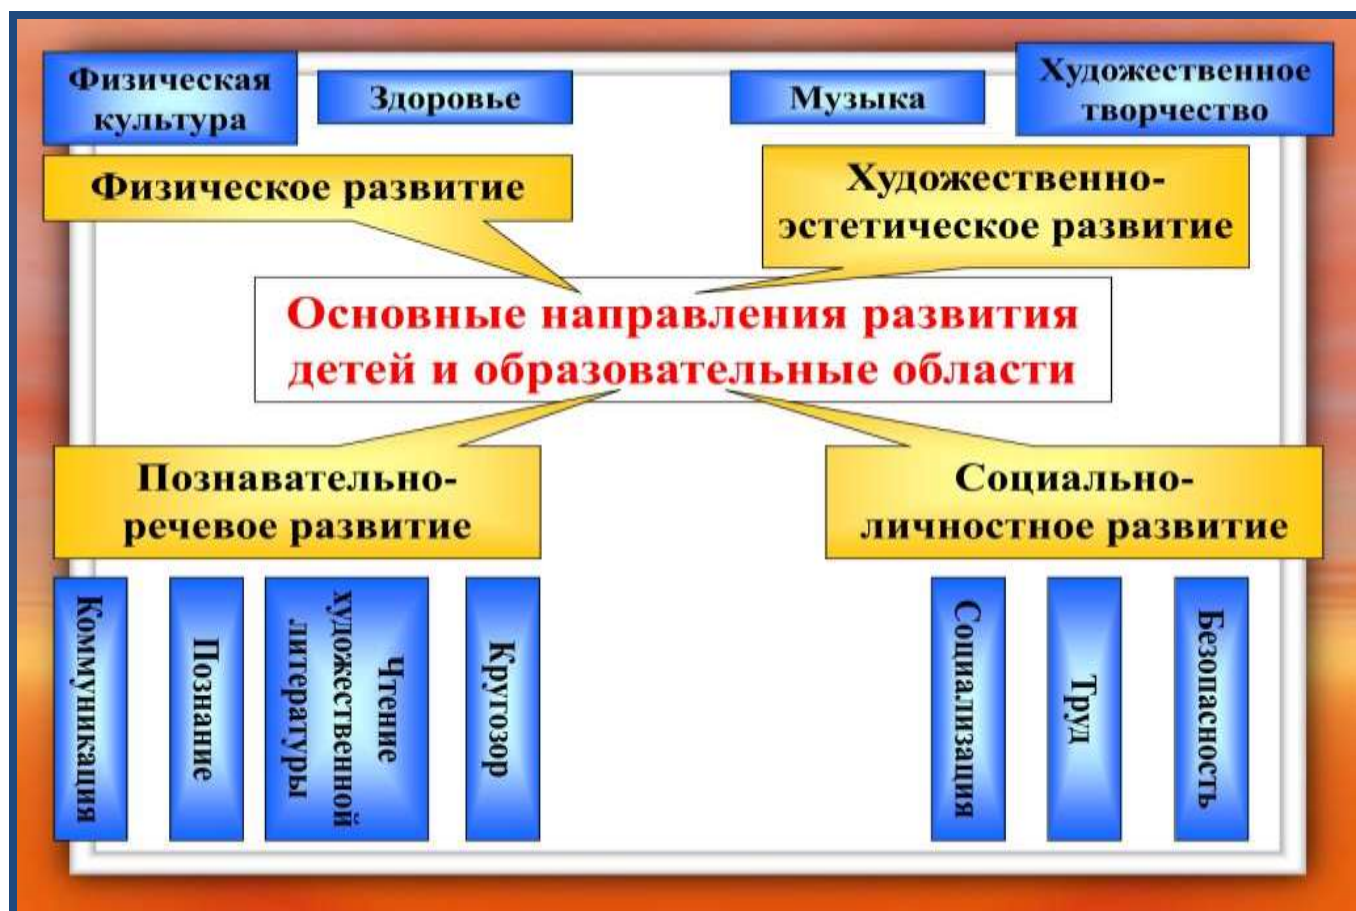 Физическая
культура
Здоровье
Музыка
Художественное
творчество
Физическое развитие
Художественно-
эстетическое развитие
Основные направления развития
детей и образовательные области
Познавательно-
речевое развитие
Социально-
личностное развитие
Коммуникация
Познание
Чтение
художественной
литературы
Кругозор
Социализация
Труд
Безопасность